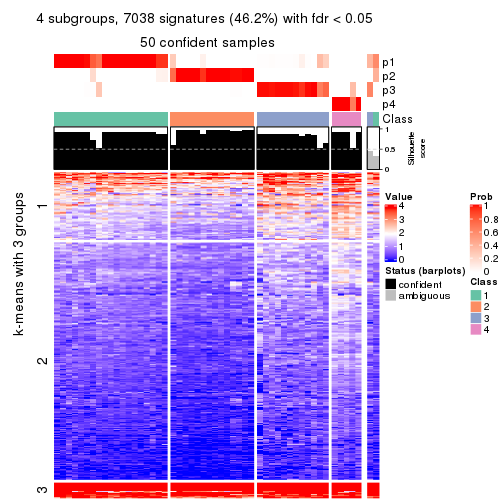 4 subgroups, 7038 signatures (46.2%) with fdr < 0.05
50 confident samples
p1
p2
p3
p4
Class
1
0.5
0
Silhouette
score
k-means with 3 groups
1
2
3
Value
4
3
2
1
0
Status (barplots)
confident
ambiguous
Prob
1
0.8
0.6
0.4
0.2
0
Class
1
2
3
4